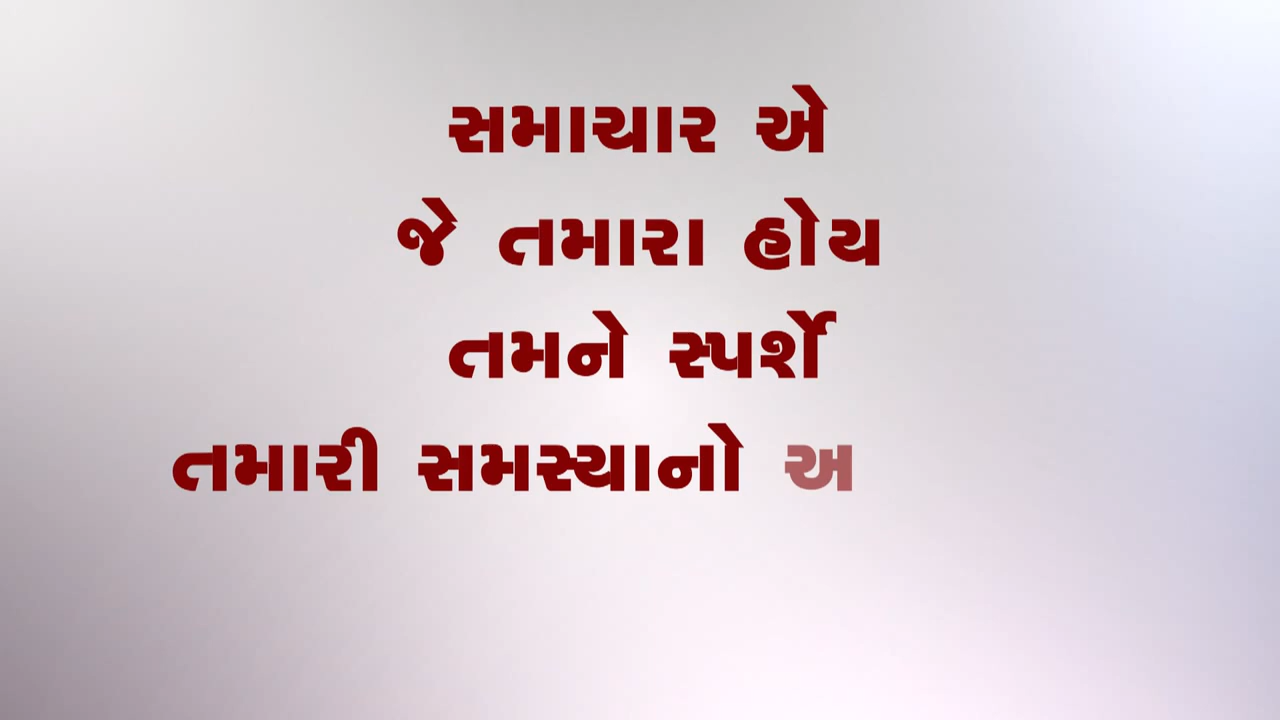 સમાચાર એ
જે તમારા હોય
તમને સ્પર્શે
તમારી સમસ્યાનો અ